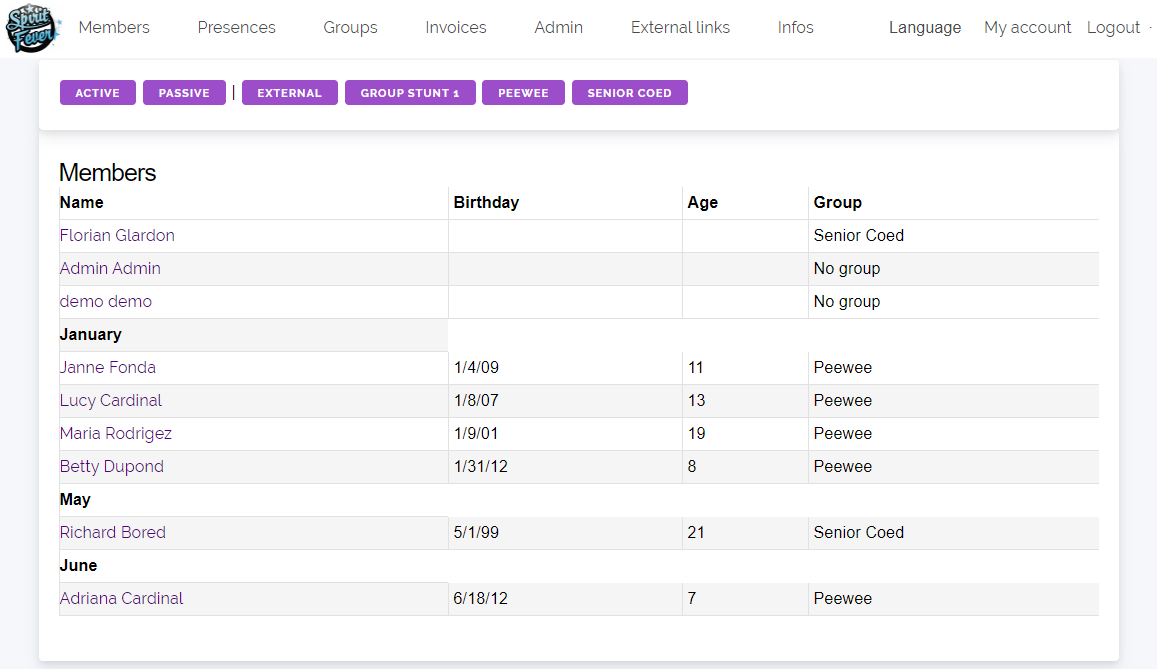 Spirit Fever Members Presences Groups Invoices Admin External links Infos Language My account Logout
ACTIVE PASSIVE | EXTERNAL GROUP STUNT 1 PEEWEE SENIOR COED
Members
Name Birthday Age Group
Florian Glardon Senior Coed
Admin Admin No group
demo demo No group
January
Janne Fonda 1/4/09 11 Peewee
Lucy Cardinal 1/8/07 13 Peewee
Maria Rodrigez 1/9/01 19 Peewee
Betty Dupond 1/31/12 8 Peewee
May
Richard Bored 5/1/99 21 Senior Coed
June
Adriana Cardinal 6/18/12 7 Peewee